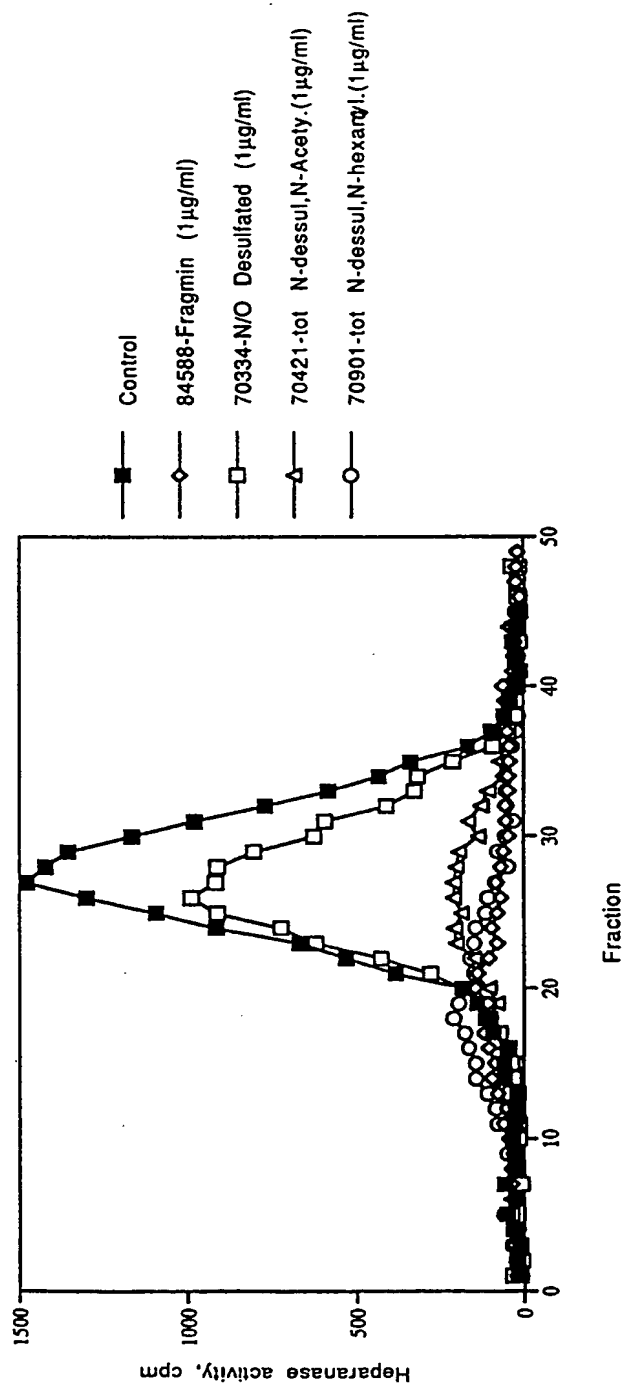 Heparanase activity, cpm
1500
1000
500
0
0
10
20
30
40
50
Fraction
Control
84588-Fragmin (1µg/ml)
70334-N/O Desulfated (1µg/ml)
70421-tot N-dessul,N-Acety.(1µg/ml)
70901-tot N-dessul,N-hexanyl.(1µg/ml)